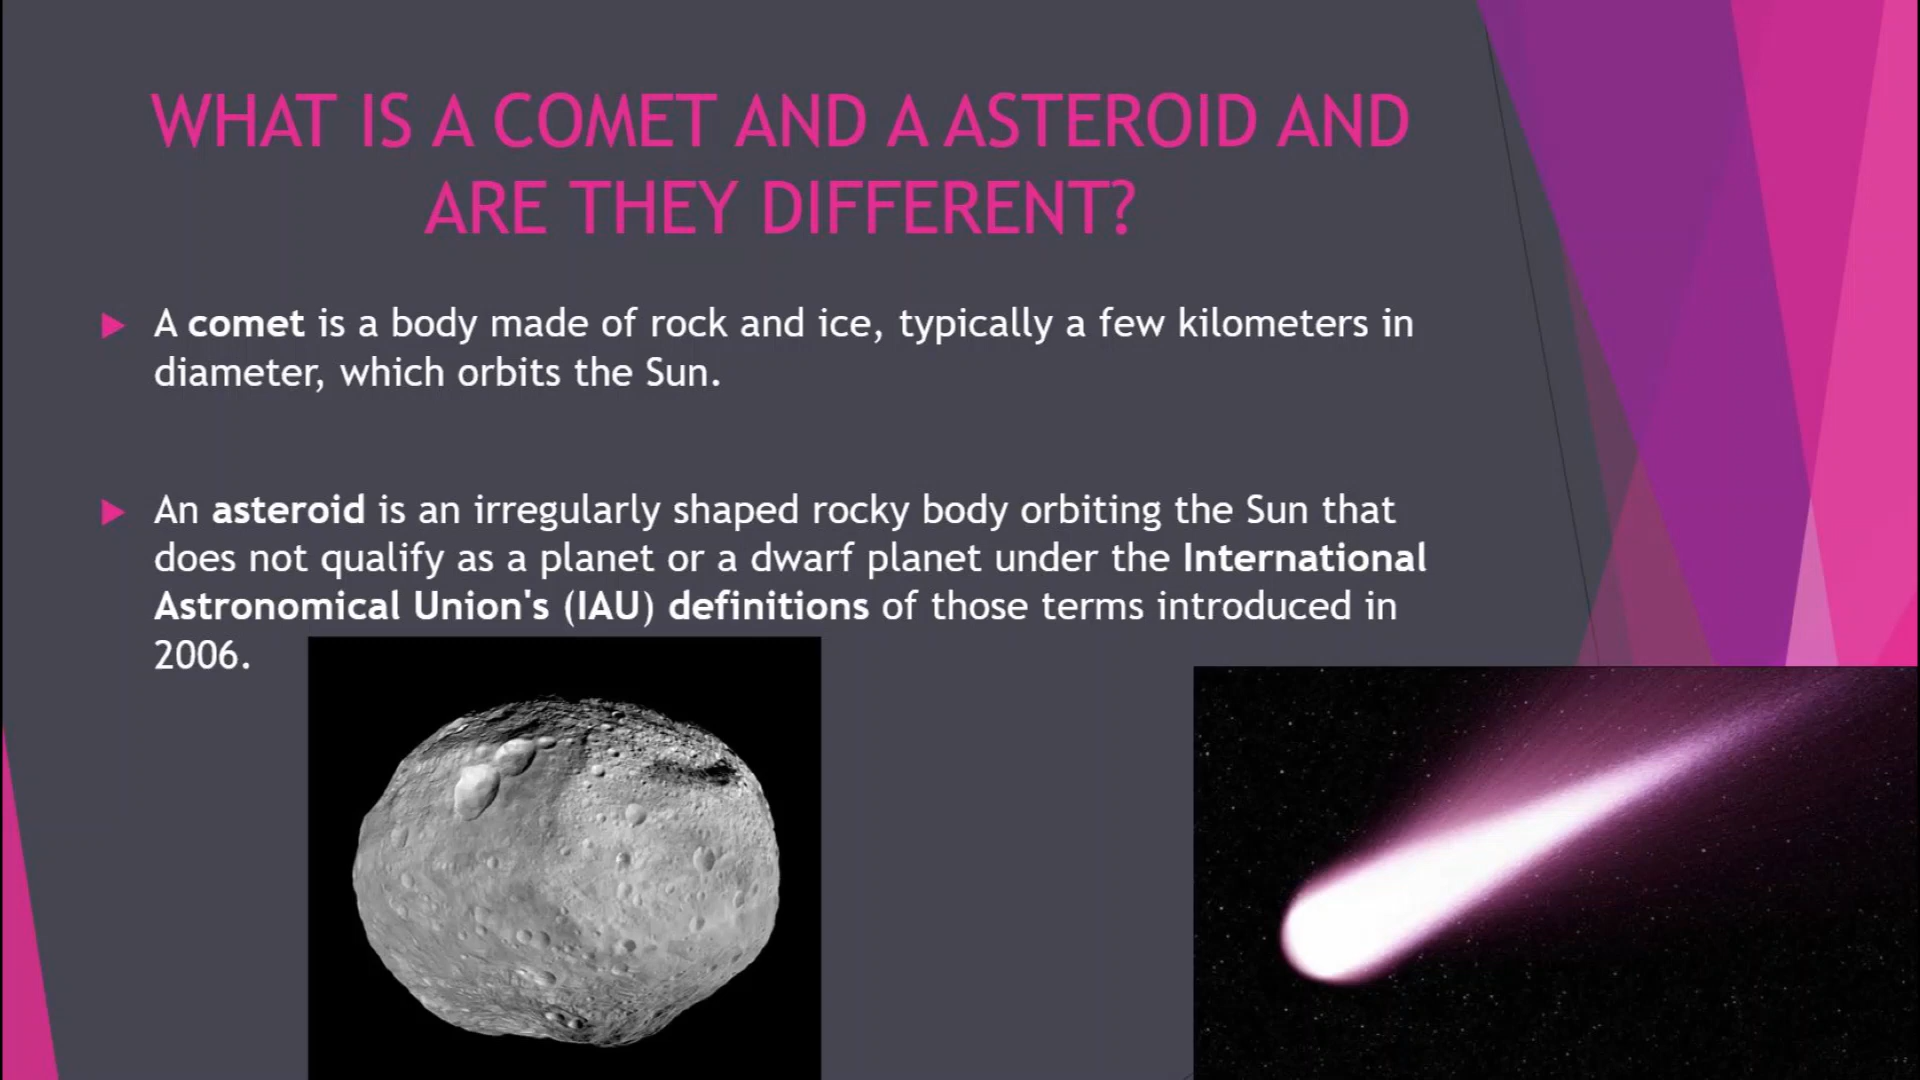 WHAT IS A COMET AND A ASTEROID AND
ARE THEY DIFFERENT?
A comet is a body made of rock and ice, typically a few kilometers in
diameter, which orbits the Sun.
An asteroid is an irregularly shaped rocky body orbiting the Sun that
does not qualify as a planet or a dwarf planet under the International
Astronomical Union's (IAU) definitions of those terms introduced in
2006.